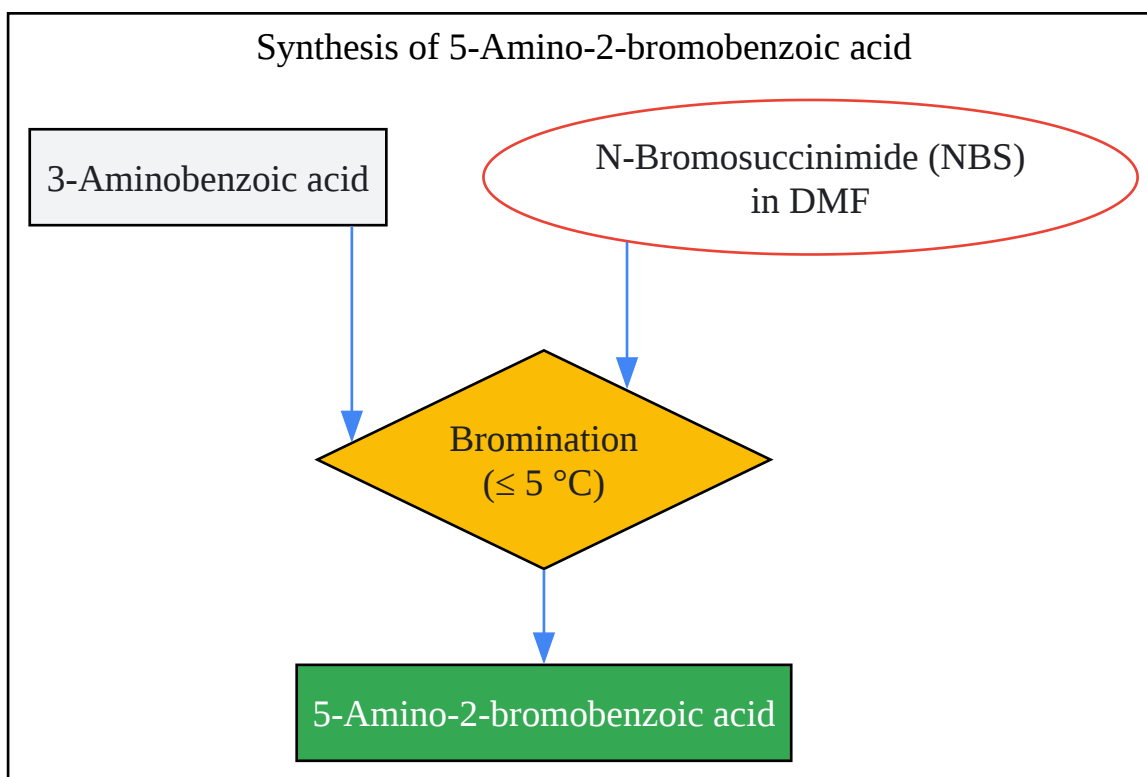 Synthesis of 5-Amino-2-bromobenzoic acid
3-Aminobenzoic acid
N-Bromosuccinimide (NBS)
in DMF
Bromination
(≤ 5 °C)
5-Amino-2-bromobenzoic acid